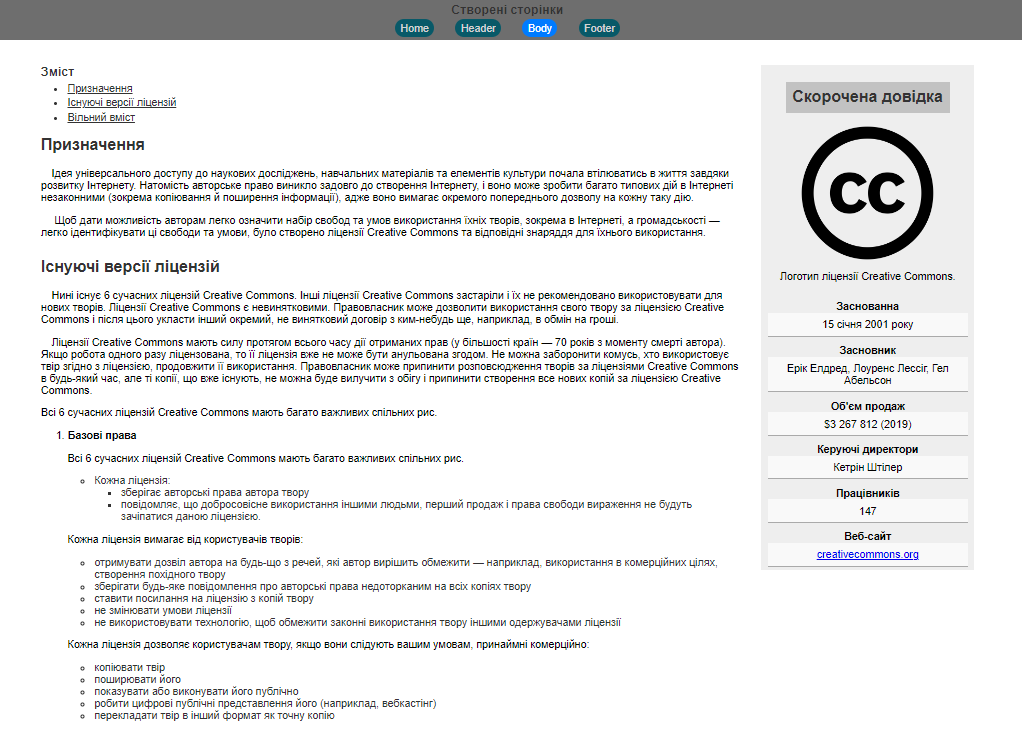 Створені сторінки
Home Header Body Footer
Зміст
Призначення
Існуючі версії ліцензій
Вільний вміст
Призначення
Ідея універсального доступу до наукових досліджень, навчальних матеріалів та елементів культури почала втілюватись в життя завдяки
розвитку Інтернету. Натомість авторське право виникло задовго до створення Інтернету, і воно може зробити багато типових дій в Інтернеті
незаконними (зокрема копіювання й поширення інформації), адже воно вимагає окремого попереднього дозволу на кожну таку дію.
Щоб дати можливість авторам легко означити набір свобод та умов використання їхніх творів, зокрема в Інтернеті, а громадськості —
легко ідентифікувати ці свободи та умови, було створено ліцензії Creative Commons та відповідні знаряддя для їхнього використання.
Існуючі версії ліцензій
Нині існує 6 сучасних ліцензій Creative Commons. Інші ліцензії Creative Commons застаріли і їх не рекомендовано використовувати для
нових творів. Ліцензії Creative Commons є невинятковими. Правовласник може дозволити використання свого твору за ліцензією Creative
Commons і після цього укласти інший окремий, не винятковий договір з ким-небудь ще, наприклад, в обмін на гроші.
Ліцензії Creative Commons мають силу протягом всього часу дії отриманих прав (у більшості країн — 70 років з моменту смерті автора).
Якщо робота одного разу ліцензована, то її ліцензія вже не може бути анульована згодом. Не можна заборонити комусь, хто використовує
твір згідно з ліцензією, продовжити її використання. Правовласник може припинити розповсюдження творів за ліцензіями Creative Commons
в будь-який час, але ті копії, що вже існують, не можна буде вилучити з обігу і припинити створення все нових копій за ліцензією Creative
Commons.
Всі 6 сучасних ліцензій Creative Commons мають багато важливих спільних рис.
1. Базові права
Всі 6 сучасних ліцензій Creative Commons мають багато важливих спільних рис.
Кожна ліцензія:
зберігає авторські права автора твору
повідомляє, що добросовісне використання іншими людьми, перший продаж і права свободи вираження не будуть
зачіпатися даною ліцензією.
Кожна ліцензія вимагає від користувачів творів:
отримувати дозвіл автора на будь-що з речей, які автор вирішить обмежити — наприклад, використання в комерційних цілях,
створення похідного твору
зберігати будь-яке повідомлення про авторські права недоторканим на всіх копіях твору
ставити посилання на ліцензію з копій твору
не змінювати умови ліцензії
не використовувати технологію, щоб обмежити законні використання твору іншими одержувачами ліцензії
Кожна ліцензія дозволяє користувачам твору, якщо вони слідують вашим умовам, принаймні комерційно:
копіювати твір
поширювати його
показувати або виконувати його публічно
робити цифрові публічні представлення його (наприклад, вебкастінг)
перекладати твір в інший формат як точну копію
Скорочена довідка
cc
Логотип ліцензії Creative Commons.
Заснованна
15 січня 2001 року
Засновник
Ерік Елдред, Лоуренс Лессіг, Гел
Абельсон
Об'єм продаж
$3 267 812 (2019)
Керуючі директори
Кетрін Штілер
Працівників
147
Веб-сайт
creativecommons.org